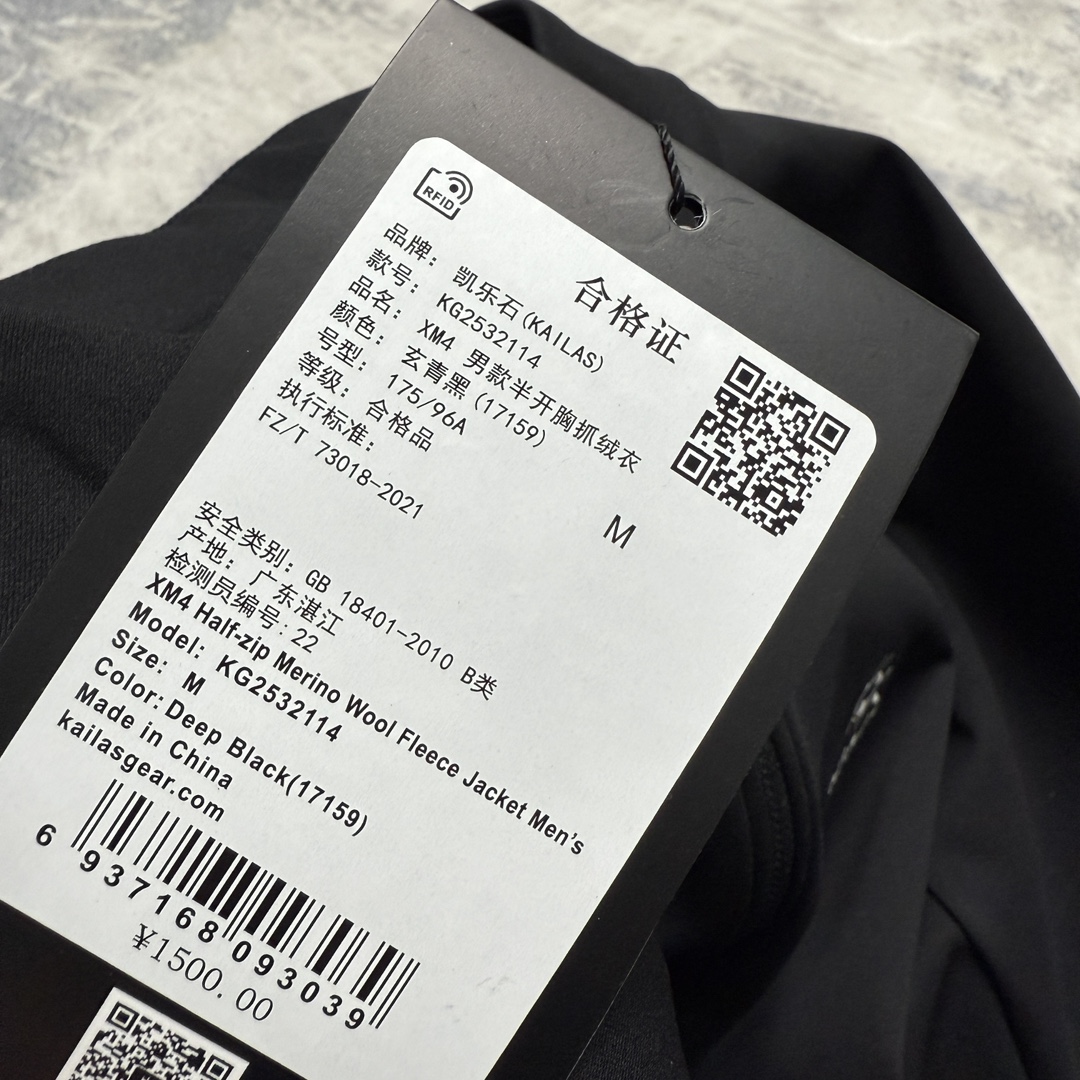 RFID
合格证
品牌: 凯乐石(KAILAS)
款号: KG2532114
品名: XM4 男款半开胸抓绒衣
颜色: 玄青黑 (17159)
号型: 175/96A M
等级: 合格品
执行标准:
FZ/T 73018-2021
安全类别: GB 18401-2010 B类
产地: 广东湛江
检测员编号: 22
XM4 Half-zip Merino Wool Fleece Jacket Men's
Model: KG2532114
Size: M
Color: Deep Black(17159)
Made in China
kailasgear.com
6 937168 093039
¥1500.00